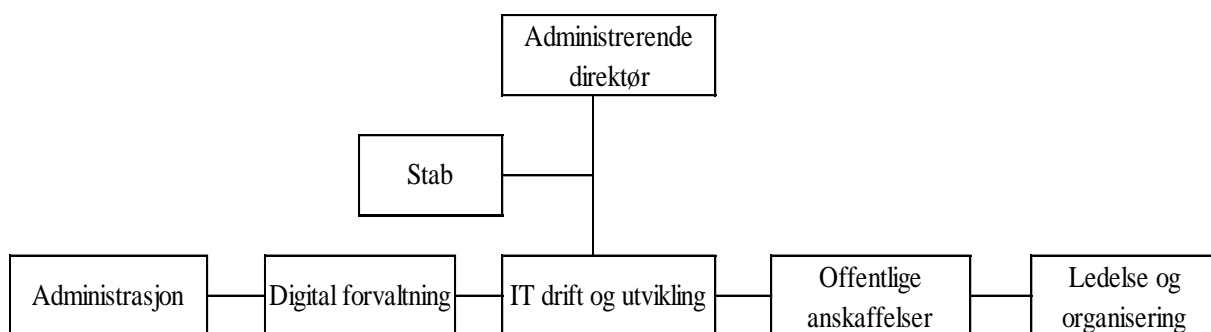 Administrerende
direktør
Stab
Administrasjon
Digital forvaltning
IT drift og utvikling
Offentlige
anskaffelser
Ledelse og
organisering